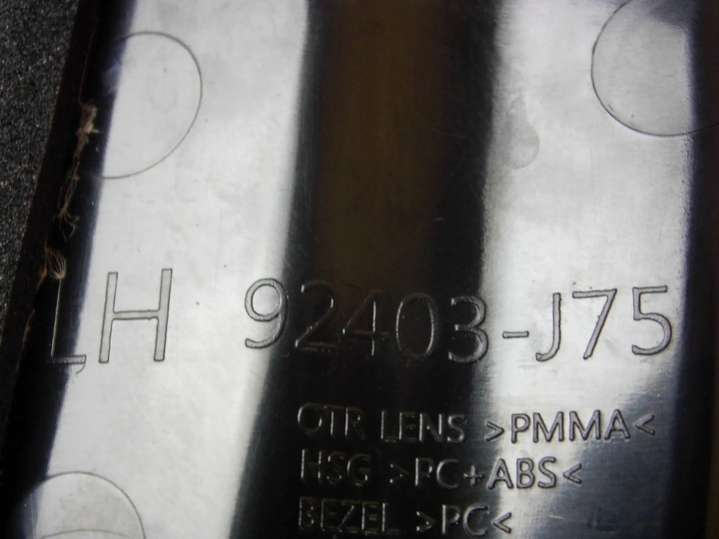 LH 92403-J75
OTR LENS >PMMA<
HSG >PC+ABS<
BEZEL >PC<